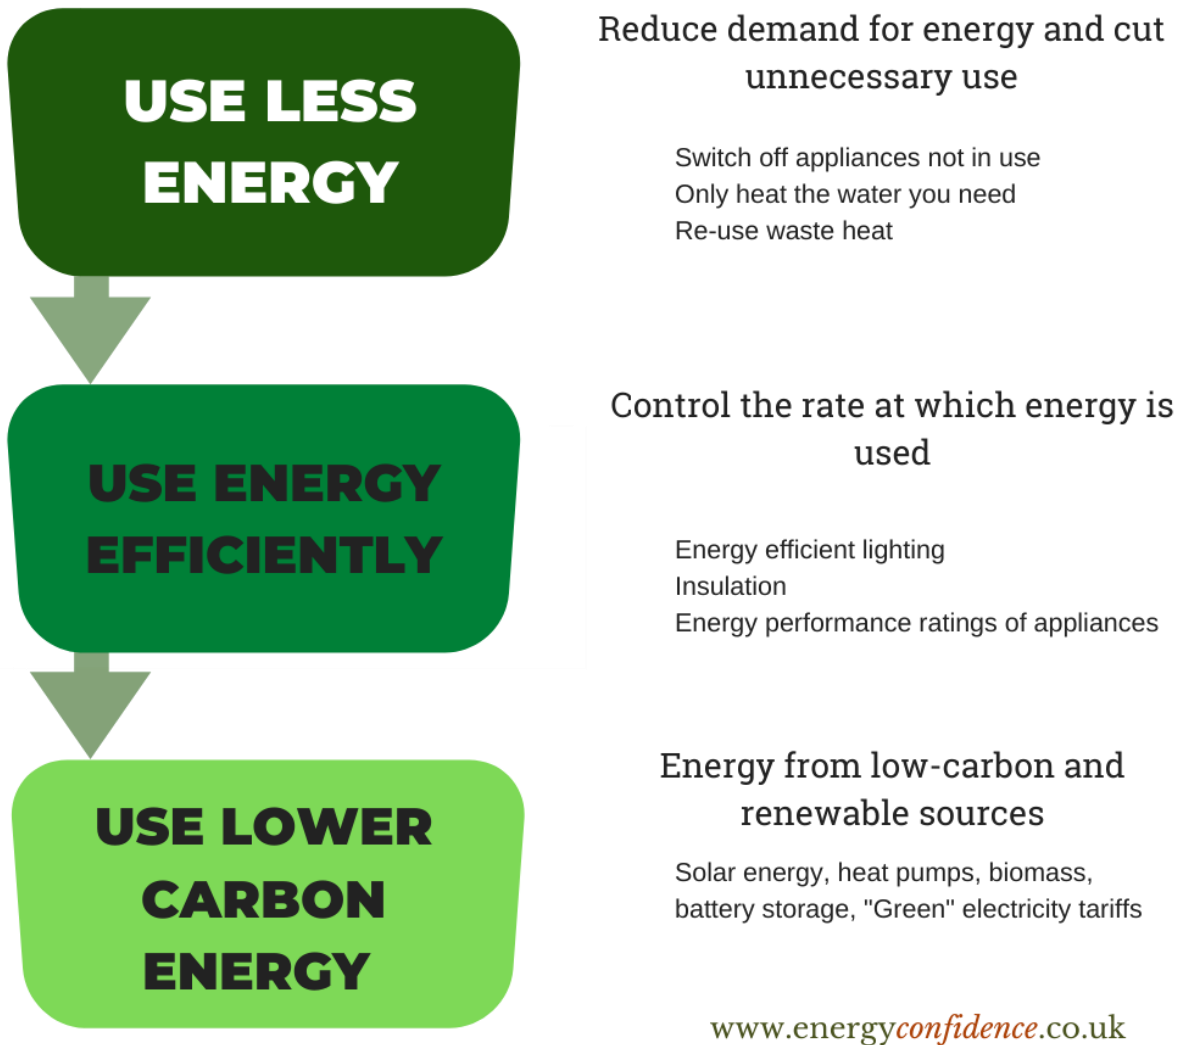 USE LESS
ENERGY
Reduce demand for energy and cut
unnecessary use
Switch off appliances not in use
Only heat the water you need
Re-use waste heat
USE ENERGY
EFFICIENTLY
Control the rate at which energy is
used
Energy efficient lighting
Insulation
Energy performance ratings of appliances
USE LOWER
CARBON
ENERGY
Energy from low-carbon and
renewable sources
Solar energy, heat pumps, biomass,
battery storage, "Green" electricity tariffs
www.energyconfidence.co.uk